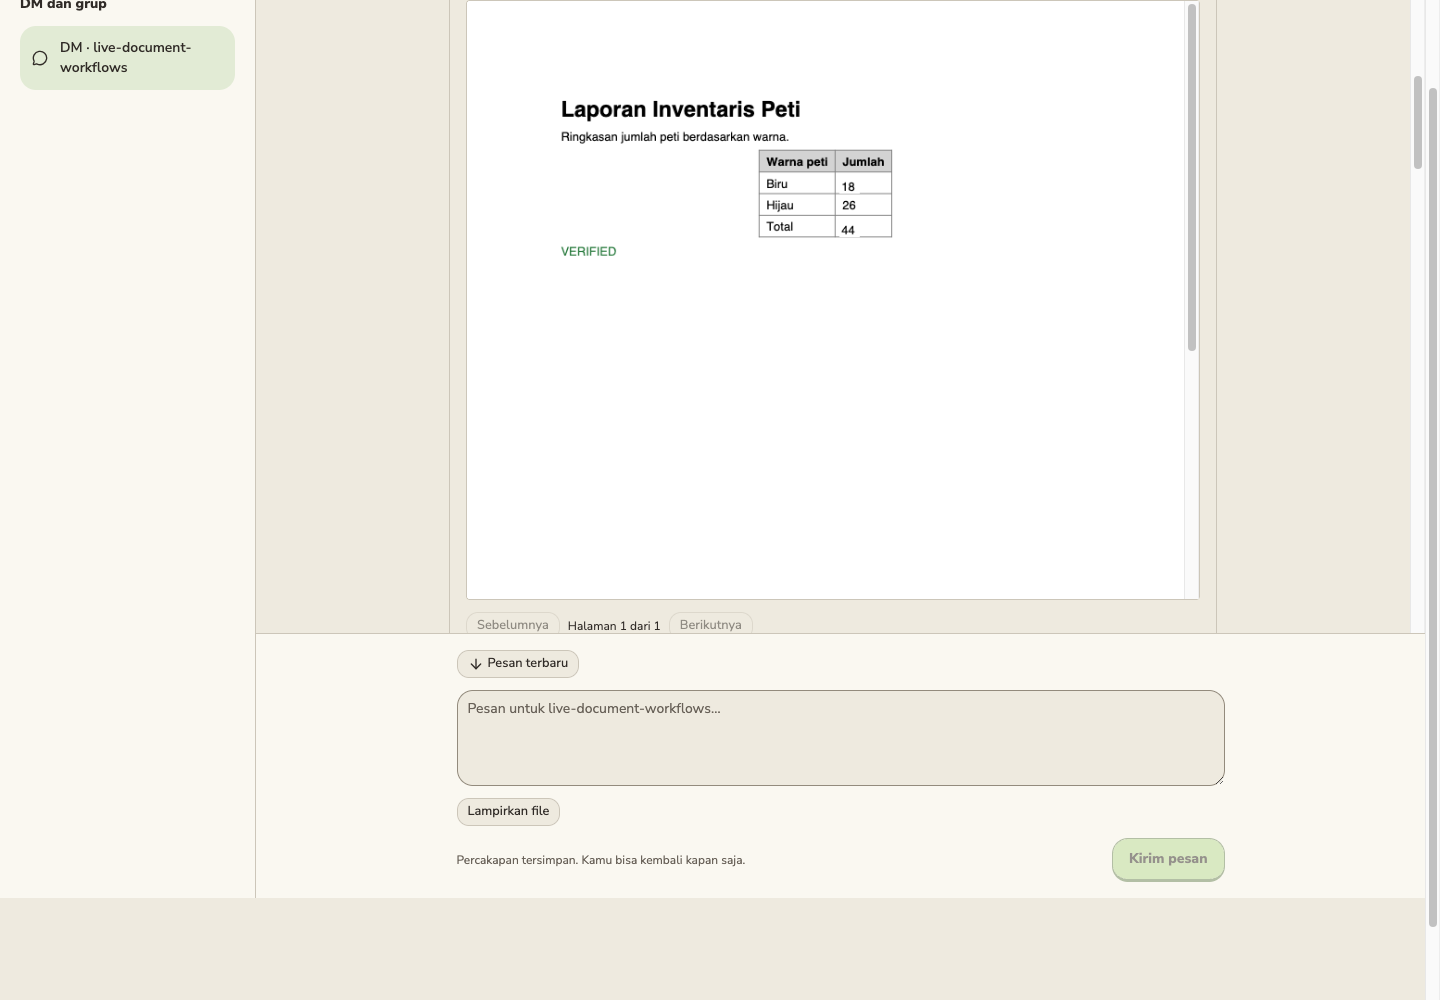 DM dan grup
DM · live-document-
workflows
Laporan Inventaris Peti
Ringkasan jumlah peti berdasarkan warna.
Warna peti Jumlah
Biru 18
Hijau 26
Total 44
VERIFIED
Sebelumnya Halaman 1 dari 1 Berikutnya
Pesan terbaru
Pesan untuk live-document-workflows...
Lampirkan file
Percakapan tersimpan. Kamu bisa kembali kapan saja.
Kirim pesan